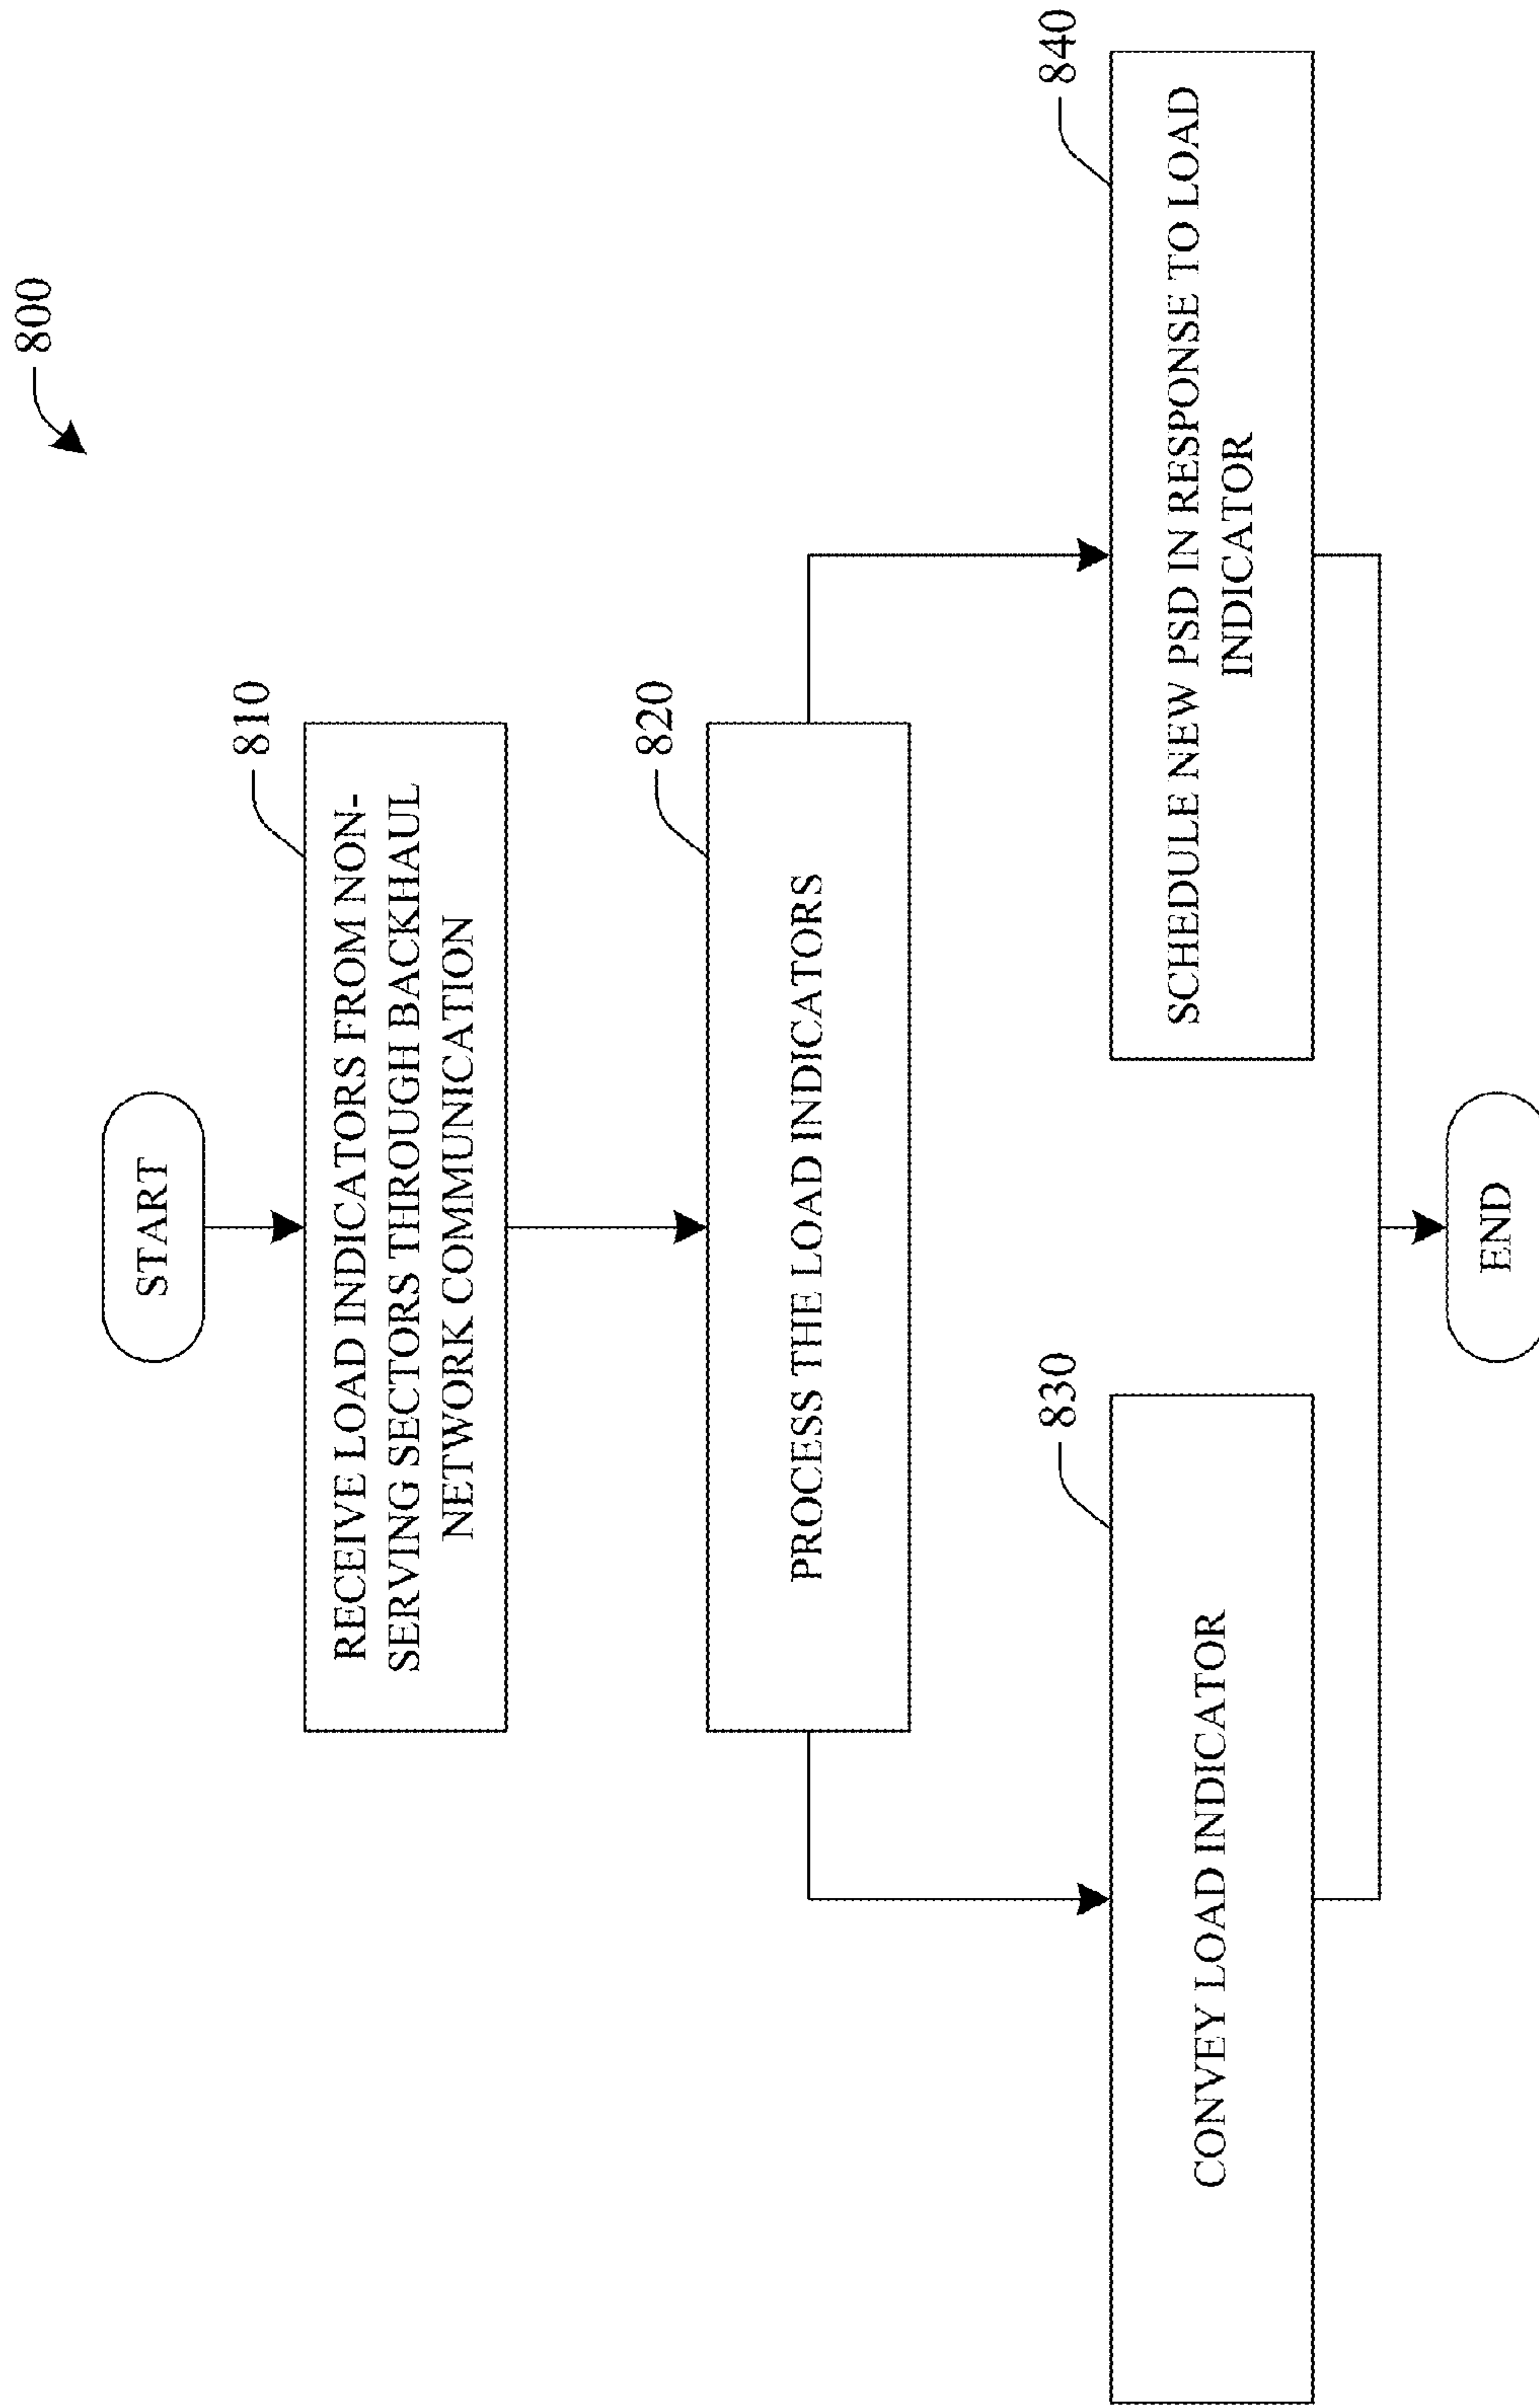 800
START
810
RECEIVE LOAD INDICATORS FROM NON-
SERVING SECTORS THROUGH BACKHAUL
NETWORK COMMUNICATION
820
PROCESS THE LOAD INDICATORS
830
CONVEY LOAD INDICATOR
840
SCHEDULE NEW PSD IN RESPONSE TO LOAD
INDICATOR
END